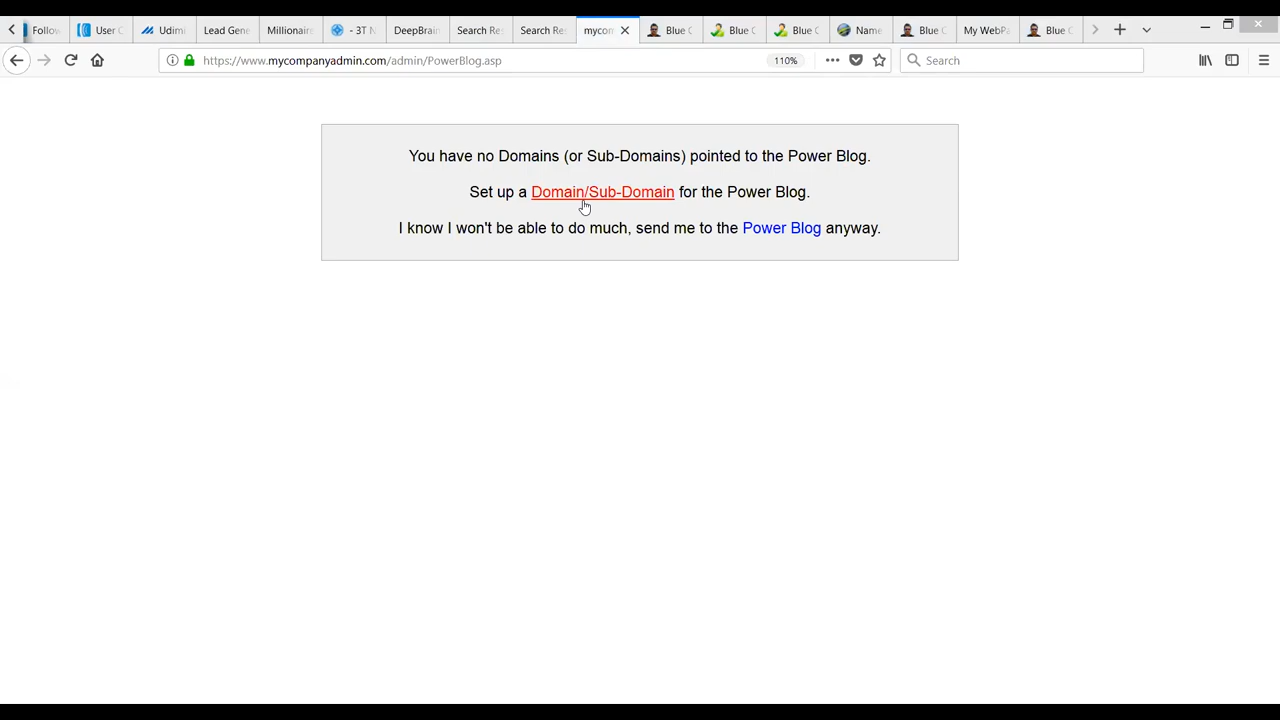 Follow User C Udimi Lead Gene Millionair - 3T N DeepBrain Search Re Search Re mycom Blue C Blue C Blue C Name Blue C My WebPa Blue C
https://www.mycompanyadmin.com/admin/PowerBlog.asp 110% Search
You have no Domains (or Sub-Domains) pointed to the Power Blog.
Set up a Domain/Sub-Domain for the Power Blog.
I know I won't be able to do much, send me to the Power Blog anyway.